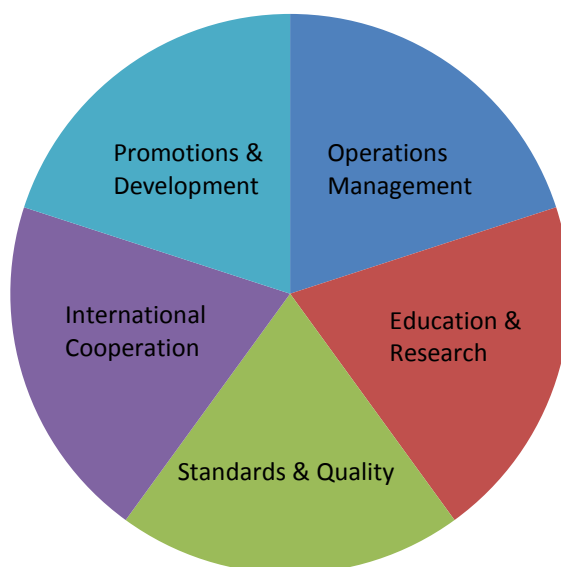 Promotions &
Development
Operations
Management
International
Cooperation
Education &
Research
Standards & Quality